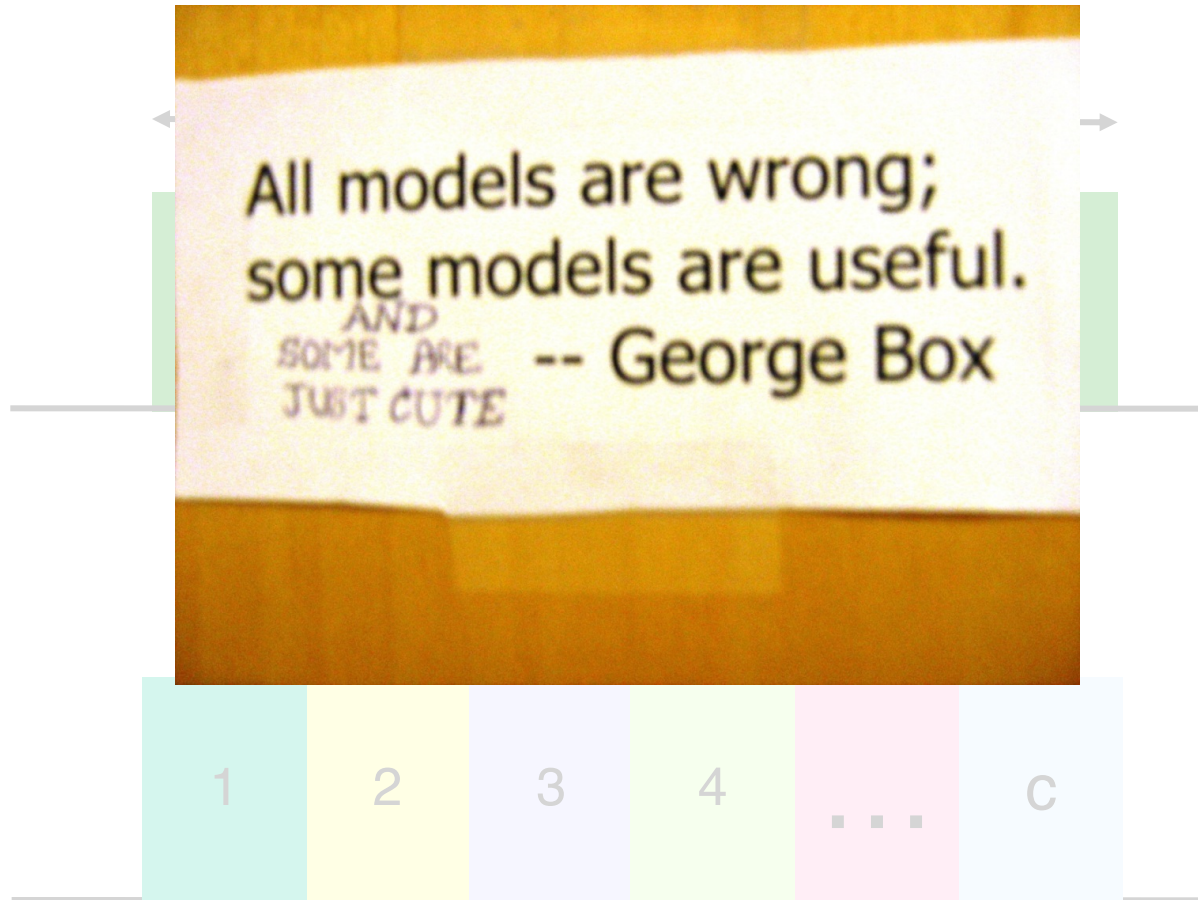 All models are wrong;
some models are useful.
AND
SOME ARE
JUST CUTE
-- George Box
1 2 3 4 ... c